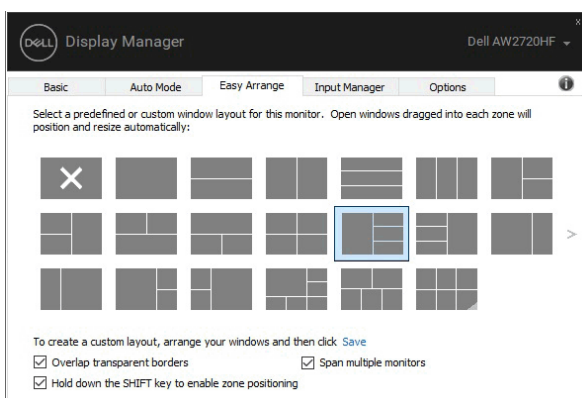 x
DELL Display Manager Dell AW2720HF
Basic Auto Mode Easy Arrange Input Manager Options i
Select a predefined or custom window layout for this monitor. Open windows dragged into each zone will
position and resize automatically:
To create a custom layout, arrange your windows and then click Save
Overlap transparent borders Span multiple monitors
Hold down the SHIFT key to enable zone positioning